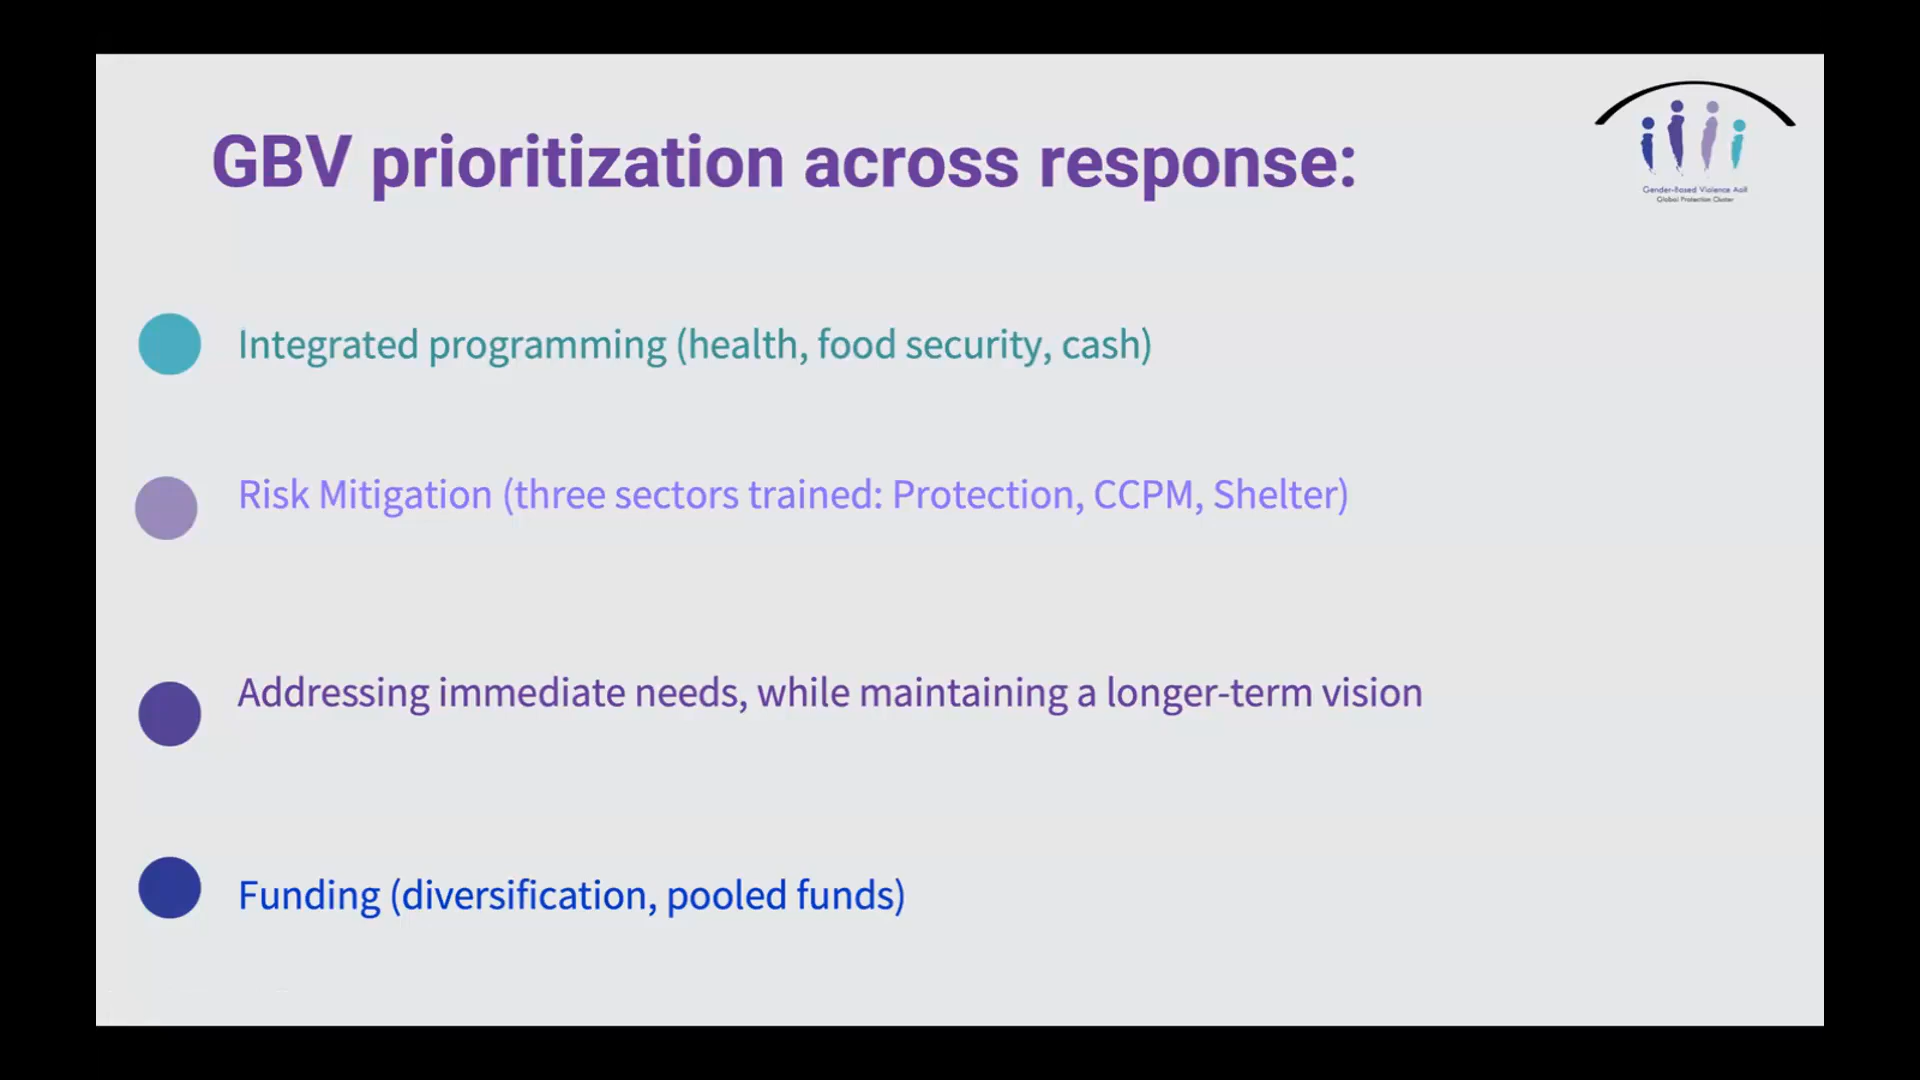 GBV prioritization across response:
Gender-Based Violence AoR
Global Protection Cluster
Integrated programming (health, food security, cash)
Risk Mitigation (three sectors trained: Protection, CCPM, Shelter)
Addressing immediate needs, while maintaining a longer-term vision
Funding (diversification, pooled funds)